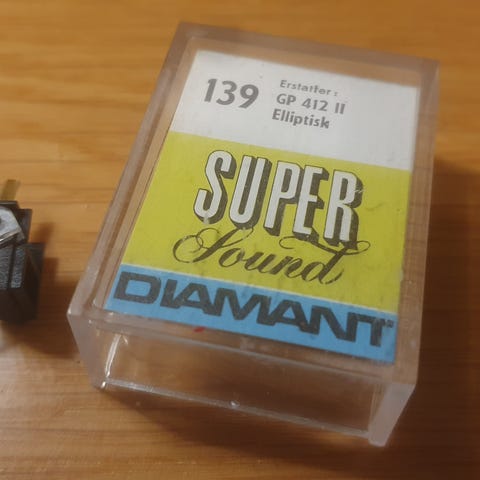 139
Erstatter:
GP 412 II
Elliptisk
SUPER
Sound
DIAMANT